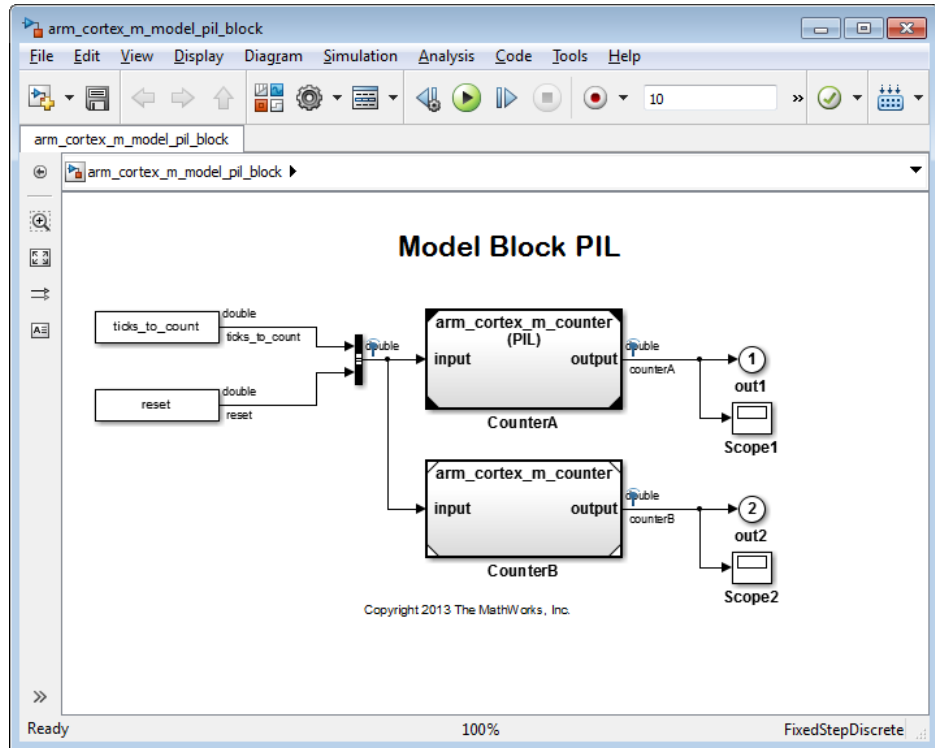 arm_cortex_m_model_pil_block
File Edit View Display Diagram Simulation Analysis Code Tools Help
10
»
arm_cortex_m_model_pil_block
arm_cortex_m_model_pil_block
Model Block PIL
ticks_to_count
double
ticks_to_count
reset
double
reset
double
arm_cortex_m_counter
(PIL)
input
output
CounterA
double
counterA
1
out1
Scope1
arm_cortex_m_counter
input
output
CounterB
double
counterB
2
out2
Scope2
Copyright 2013 The MathWorks, Inc.
»
Ready
100%
FixedStepDiscrete